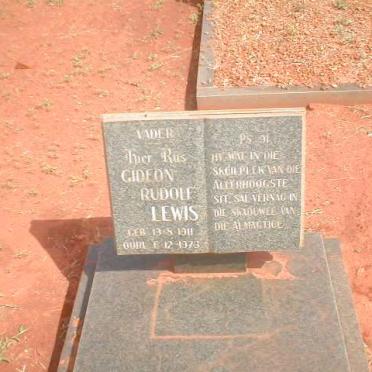 VADER
Hier Rus
GIDEON
RUDOLF
LEWIS
GEB. 13-8-1911
OORL. 6-12-1973
PS. 91
HY WAT IN DIE
SKUILPLEK VAN DIE
ALLERHOOGSTE
SIT, SAL VERNAG IN
DIE SKADUWEE VAN
DIE ALMAGTIGE